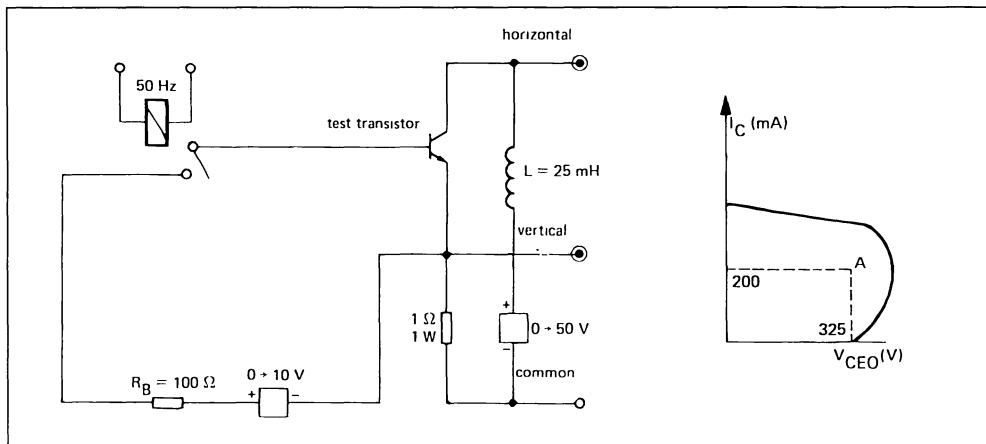 horizontal
50 Hz
test transistor
L = 25 mH
vertical
1 Ω
1 W
+
0 → 50 V
−
common
R_B = 100 Ω
0 → 10 V
+ −
I_C (mA)
A
200
325
V_CEO (V)